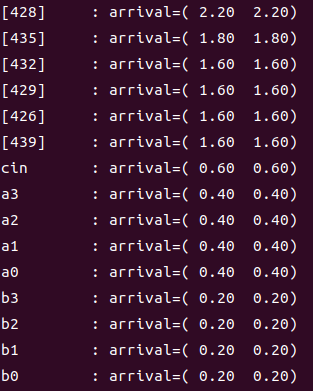 [428]     : arrival=( 2.20  2.20)
[435]     : arrival=( 1.80  1.80)
[432]     : arrival=( 1.60  1.60)
[429]     : arrival=( 1.60  1.60)
[426]     : arrival=( 1.60  1.60)
[439]     : arrival=( 1.60  1.60)
cin       : arrival=( 0.60  0.60)
a3        : arrival=( 0.40  0.40)
a2        : arrival=( 0.40  0.40)
a1        : arrival=( 0.40  0.40)
a0        : arrival=( 0.40  0.40)
b3        : arrival=( 0.20  0.20)
b2        : arrival=( 0.20  0.20)
b1        : arrival=( 0.20  0.20)
b0        : arrival=( 0.20  0.20)